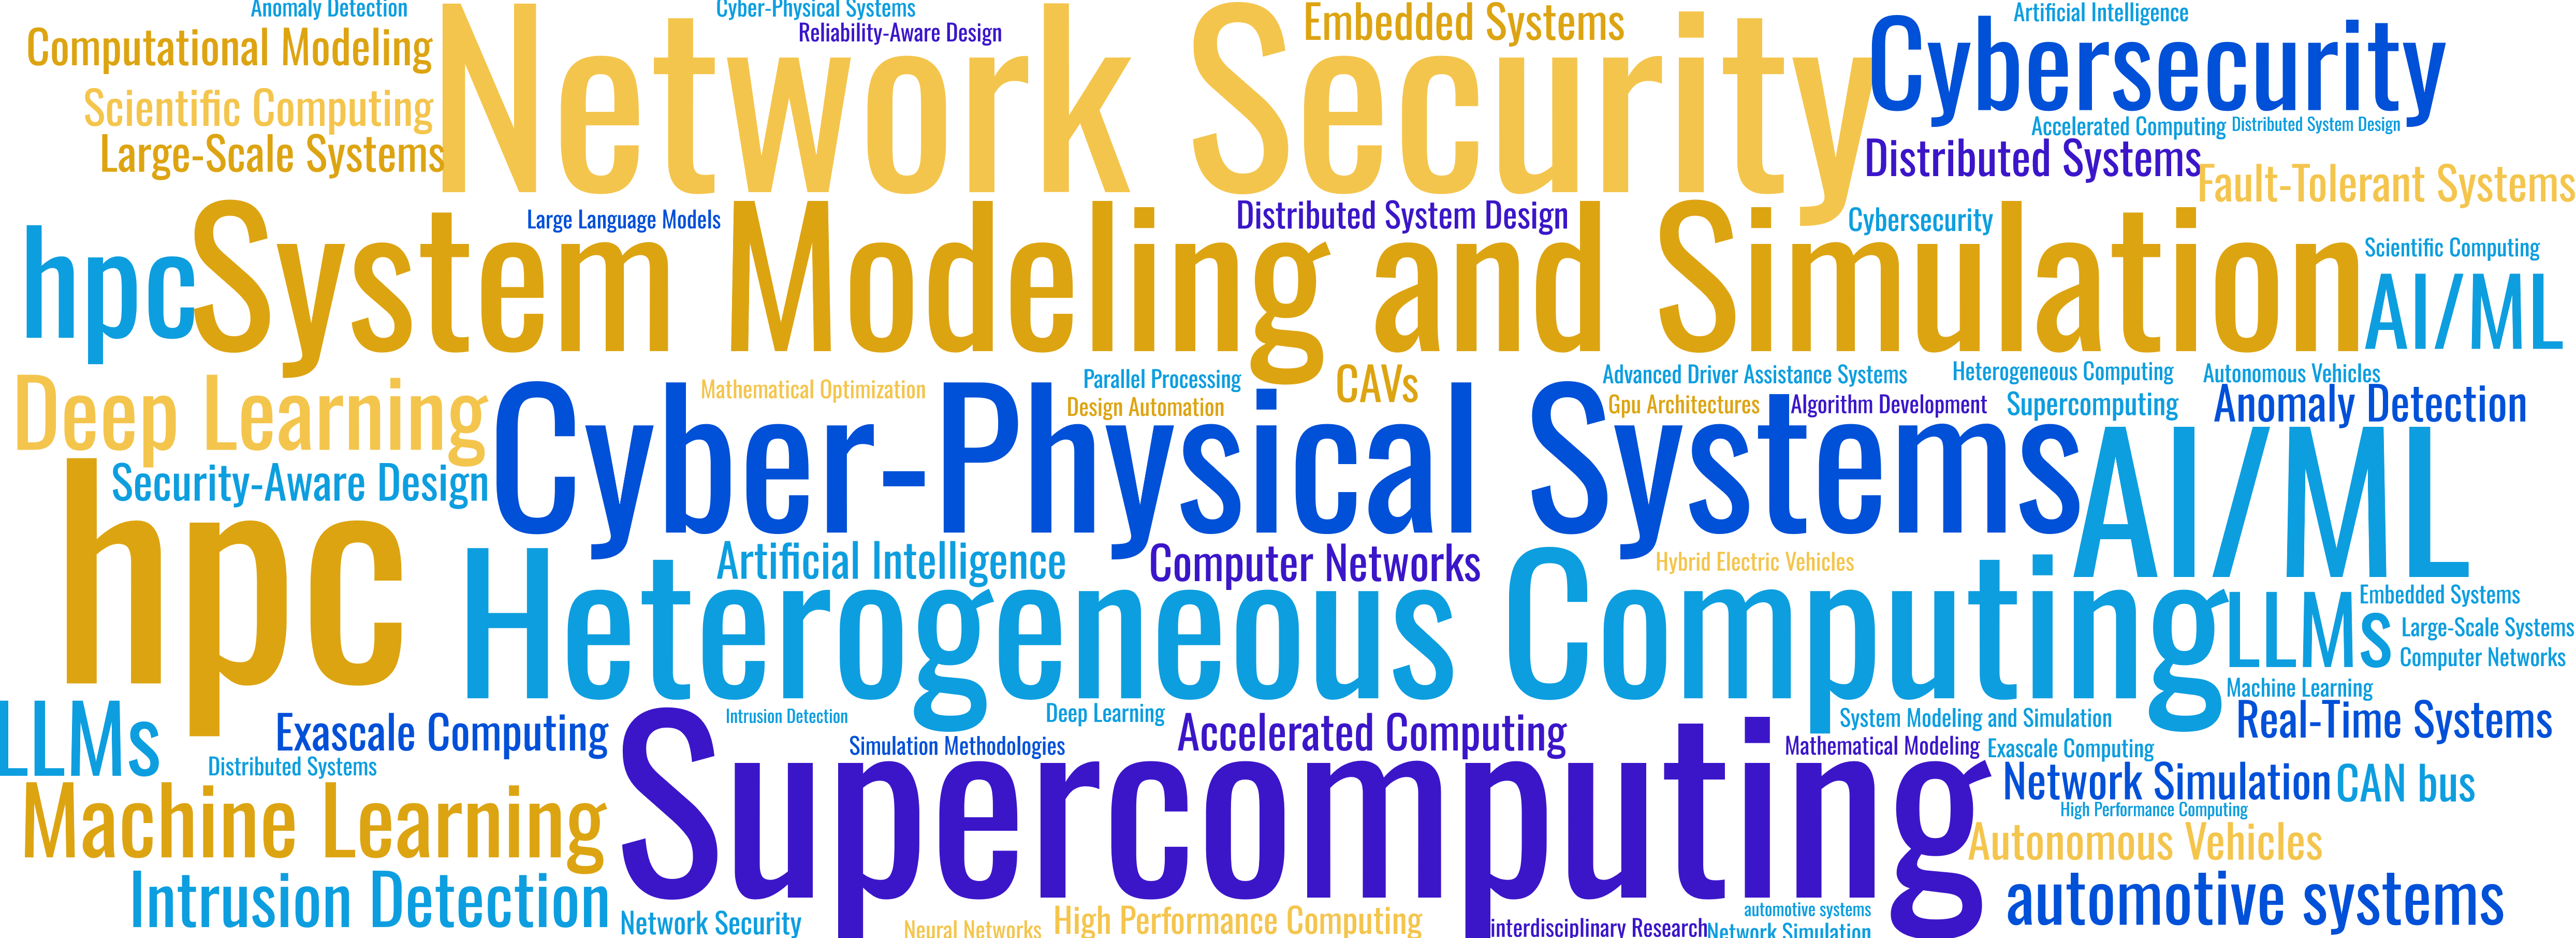 Anomaly Detection
Cyber-Physical Systems
Reliability-Aware Design
Embedded Systems
Artificial Intelligence
Computational Modeling
Network Security
Cybersecurity
Scientific Computing
Accelerated Computing
Distributed System Design
Large-Scale Systems
Distributed Systems
Fault-Tolerant Systems
Large Language Models
Distributed System Design
Cybersecurity
Scientific Computing
hpc
System Modeling and Simulation
AI/ML
Deep Learning
Mathematical Optimization
Parallel Processing
Design Automation
CAVs
Advanced Driver Assistance Systems
Heterogeneous Computing
Autonomous Vehicles
Gpu Architectures
Algorithm Development
Supercomputing
Anomaly Detection
Security-Aware Design
Cyber-Physical Systems
AI/ML
hpc
Artificial Intelligence
Computer Networks
Hybrid Electric Vehicles
Heterogeneous Computing
LLMs
Embedded Systems
Large-Scale Systems
Computer Networks
Machine Learning
LLMs
Exascale Computing
Intrusion Detection
Deep Learning
Accelerated Computing
System Modeling and Simulation
Real-Time Systems
Distributed Systems
Simulation Methodologies
Mathematical Modeling
Exascale Computing
Machine Learning
Supercomputing
Network Simulation
CAN bus
High Performance Computing
Autonomous Vehicles
Intrusion Detection
automotive systems
Network Security
Neural Networks
High Performance Computing
interdisciplinary Research
automotive systems
Network Simulation